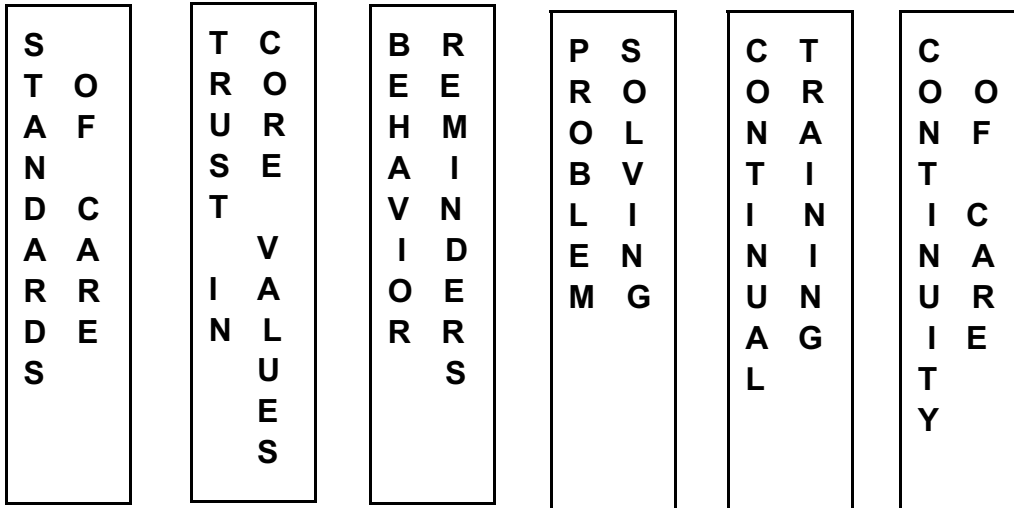 STANDARDS
OF CARE
TRUST IN
CORE VALUES
BEHAVIOR
REMINDERS
PROBLEM
SOLVING
CONTINUAL
TRAINING
CONTINUITY
OF CARE